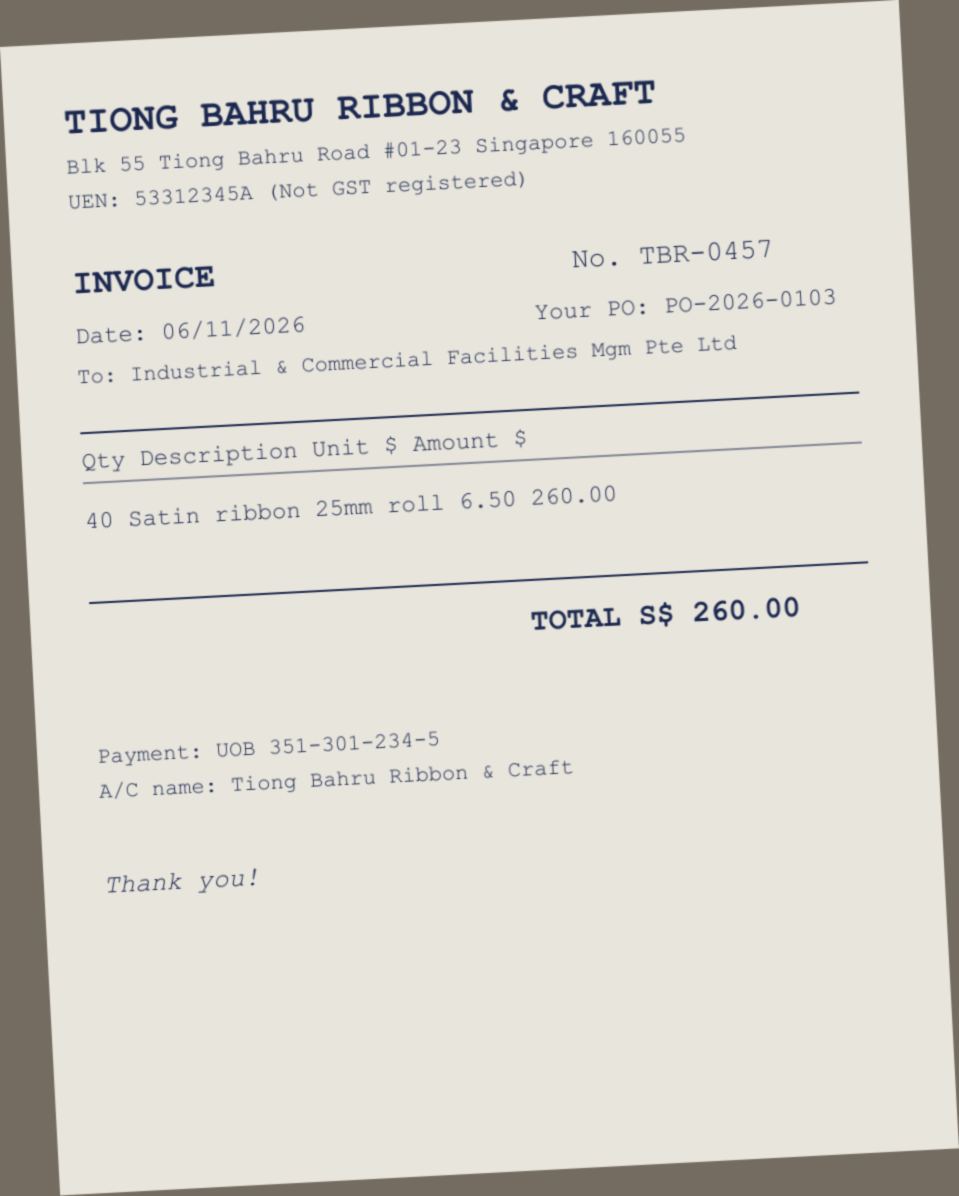 TIONG BAHRU RIBBON & CRAFT
Blk 55 Tiong Bahru Road #01-23 Singapore 160055
UEN: 53312345A (Not GST registered)
INVOICE
No. TBR-0457
Date: 06/11/2026
Your PO: PO-2026-0103
To: Industrial & Commercial Facilities Mgm Pte Ltd
Qty Description Unit $ Amount $
40 Satin ribbon 25mm roll 6.50 260.00
TOTAL S$ 260.00
Payment: UOB 351-301-234-5
A/C name: Tiong Bahru Ribbon & Craft
Thank you!